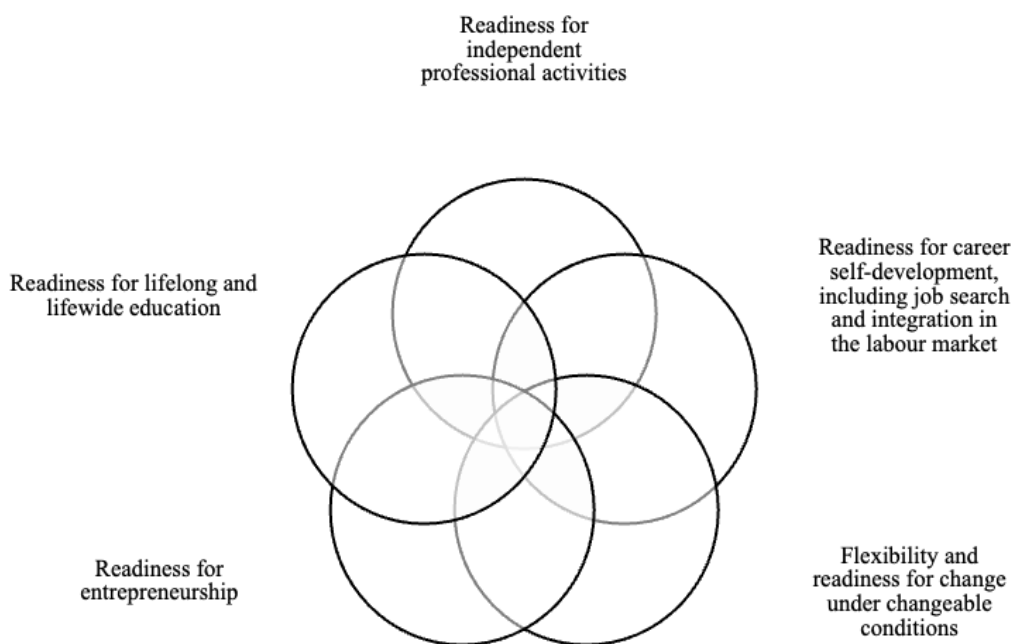 Readiness for
independent
professional activities
Readiness for lifelong and
lifewide education
Readiness for career
self-development,
including job search
and integration in
the labour market
Readiness for
entrepreneurship
Flexibility and
readiness for change
under changeable
conditions